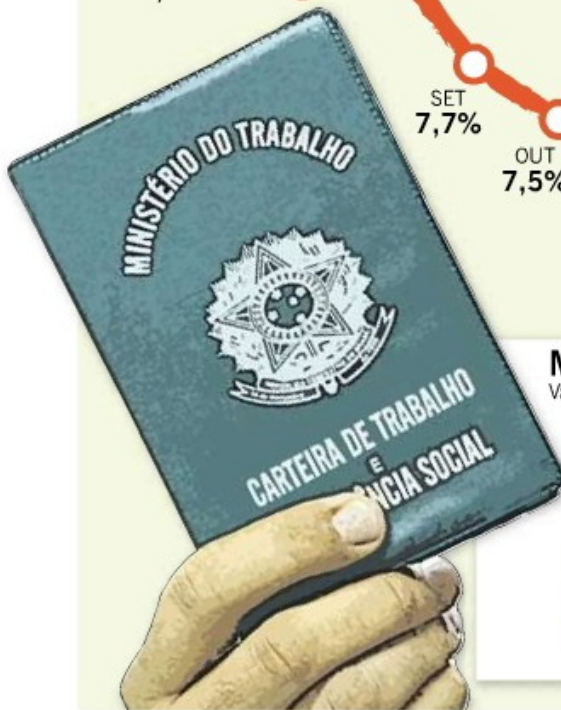 SET
7,7%
OUT
7,5%
MINISTÉRIO DO TRABALHO
CARTEIRA DE TRABALHO
E
NCIA SOCIAL